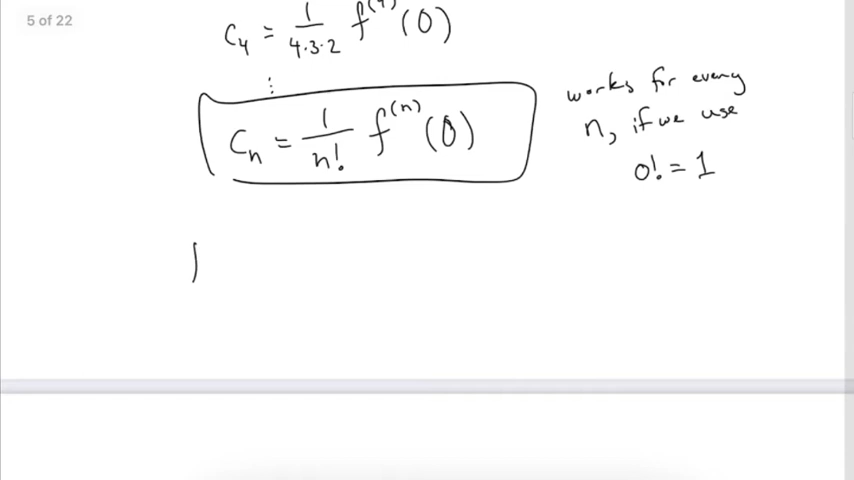 5 of 22
C₄ = 1/(4·3·2) f⁽⁴⁾(0)
⋮
Cₙ = 1/n! f⁽ⁿ⁾(0)
works for every
n, if we use
0! = 1